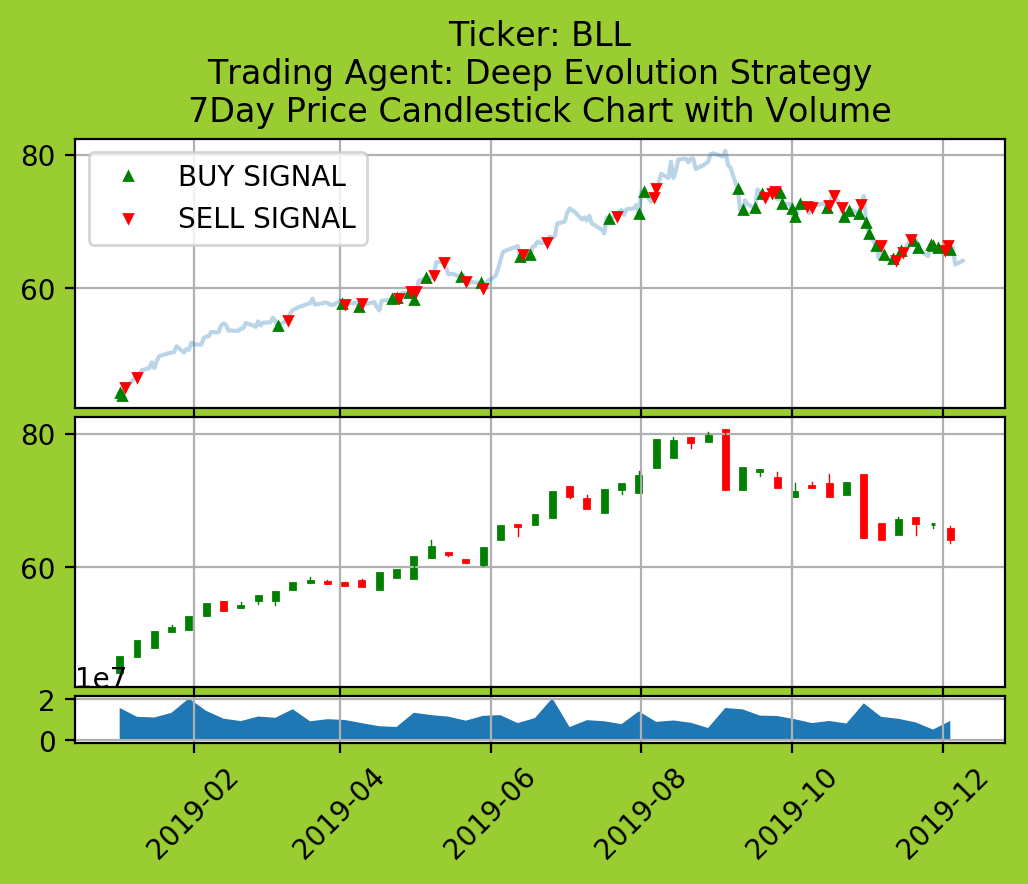 Ticker: BLL
Trading Agent: Deep Evolution Strategy
7Day Price Candlestick Chart with Volume
80
BUY SIGNAL
SELL SIGNAL
60
80
60
1e7
2
0
2019-02
2019-04
2019-06
2019-08
2019-10
2019-12